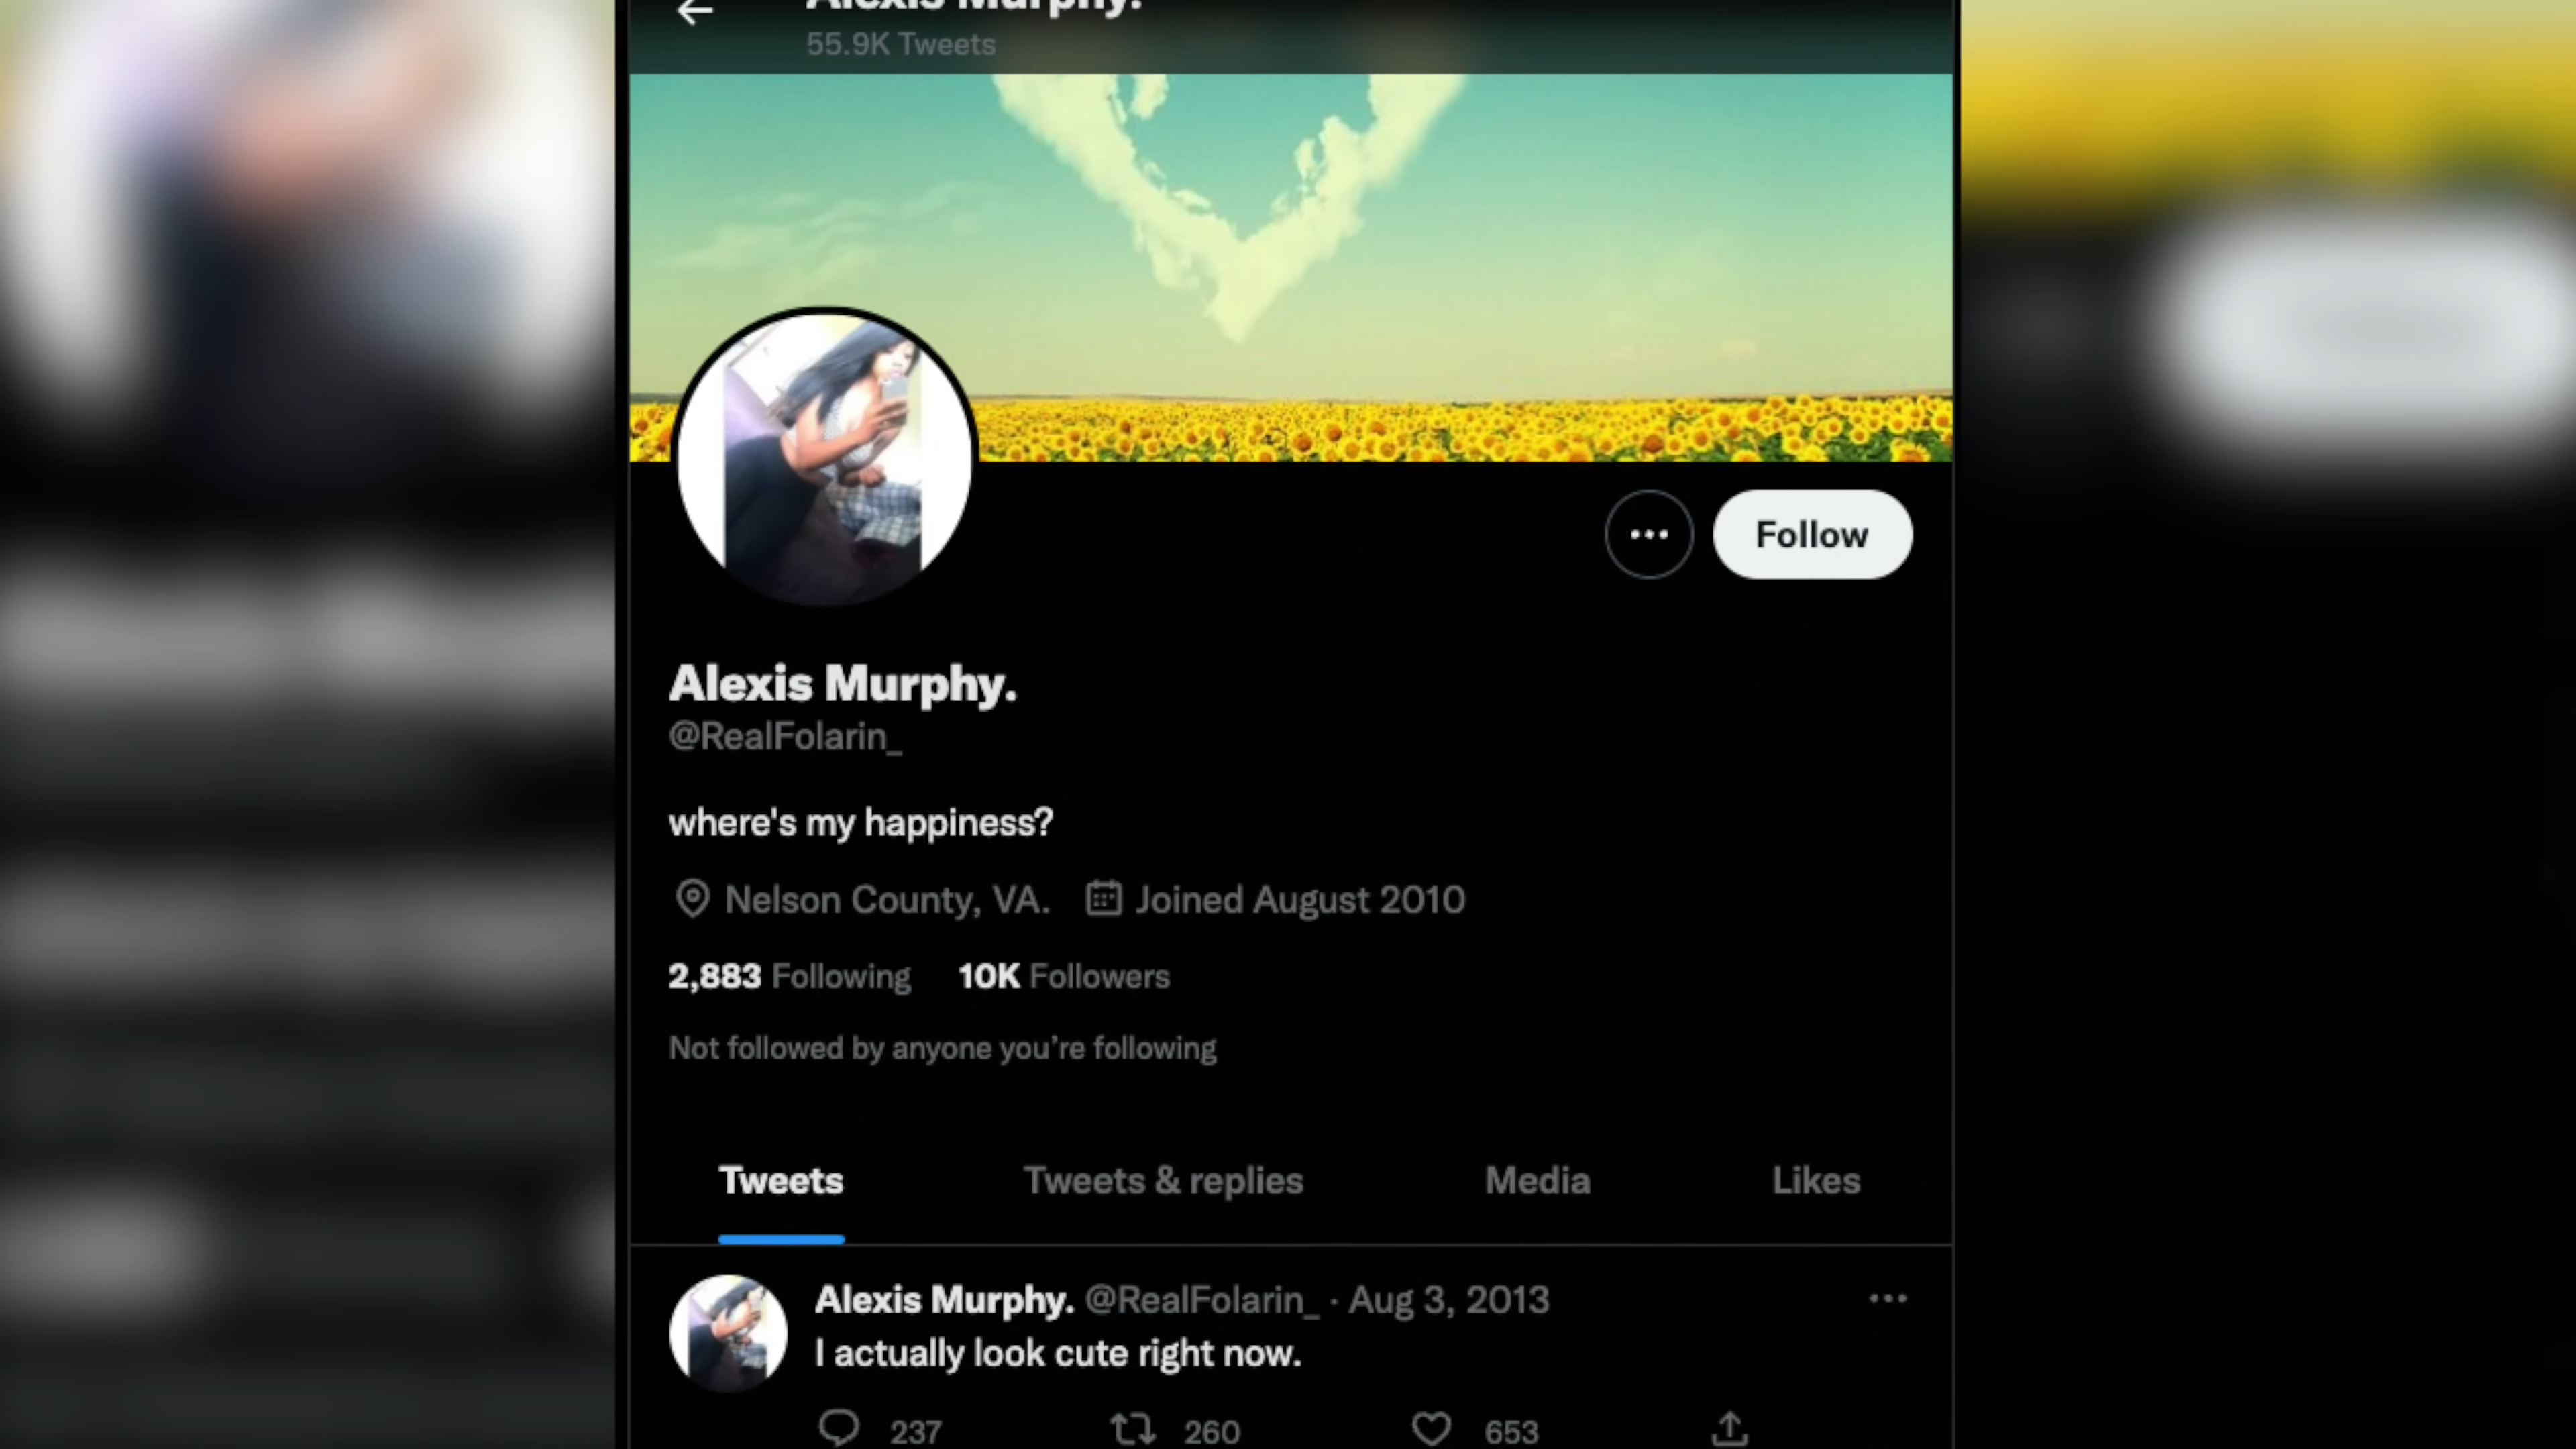 Alexis Murphy.
55.9K Tweets
Follow
Alexis Murphy.
@RealFolarin_
where's my happiness?
Nelson County, VA. Joined August 2010
2,883 Following 10K Followers
Not followed by anyone you’re following
Tweets Tweets & replies Media Likes
Alexis Murphy. @RealFolarin_ · Aug 3, 2013
I actually look cute right now.
237 260 653